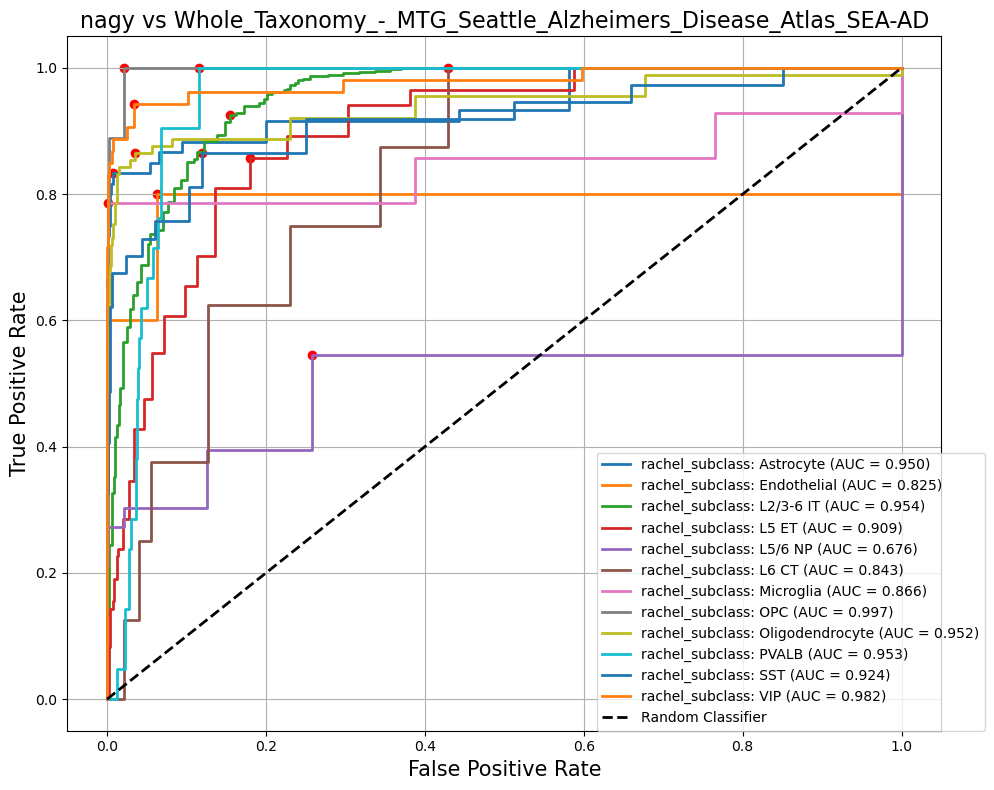 nagy vs Whole_Taxonomy_-_MTG_Seattle_Alzheimers_Disease_Atlas_SEA-AD
True Positive Rate
1.0
0.8
0.6
0.4
0.2
0.0
rachel_subclass: Astrocyte (AUC = 0.950)
rachel_subclass: Endothelial (AUC = 0.825)
rachel_subclass: L2/3-6 IT (AUC = 0.954)
rachel_subclass: L5 ET (AUC = 0.909)
rachel_subclass: L5/6 NP (AUC = 0.676)
rachel_subclass: L6 CT (AUC = 0.843)
rachel_subclass: Microglia (AUC = 0.866)
rachel_subclass: OPC (AUC = 0.997)
rachel_subclass: Oligodendrocyte (AUC = 0.952)
rachel_subclass: PVALB (AUC = 0.953)
rachel_subclass: SST (AUC = 0.924)
rachel_subclass: VIP (AUC = 0.982)
Random Classifier
0.0 0.2 0.4 0.6 0.8 1.0
False Positive Rate